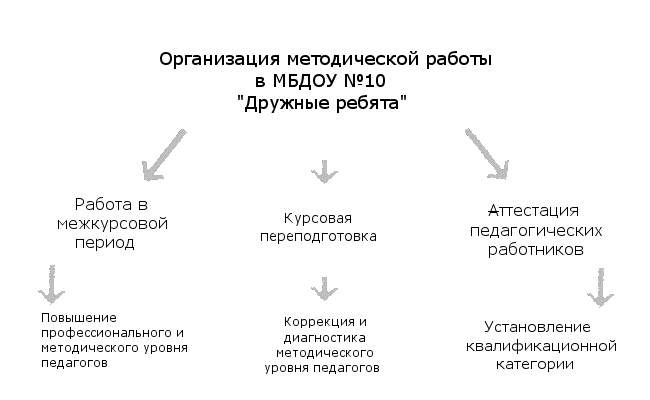 Организация методической работы
в МБДОУ №10
"Дружные ребята"
Работа в
межкурсовой
период
Курсовая
переподготовка
Аттестация
педагогических
работников
Повышение
профессионального и
методического уровня
педагогов
Коррекция и
диагностика
методического
уровня педагогов
Установление
квалификационной
категории